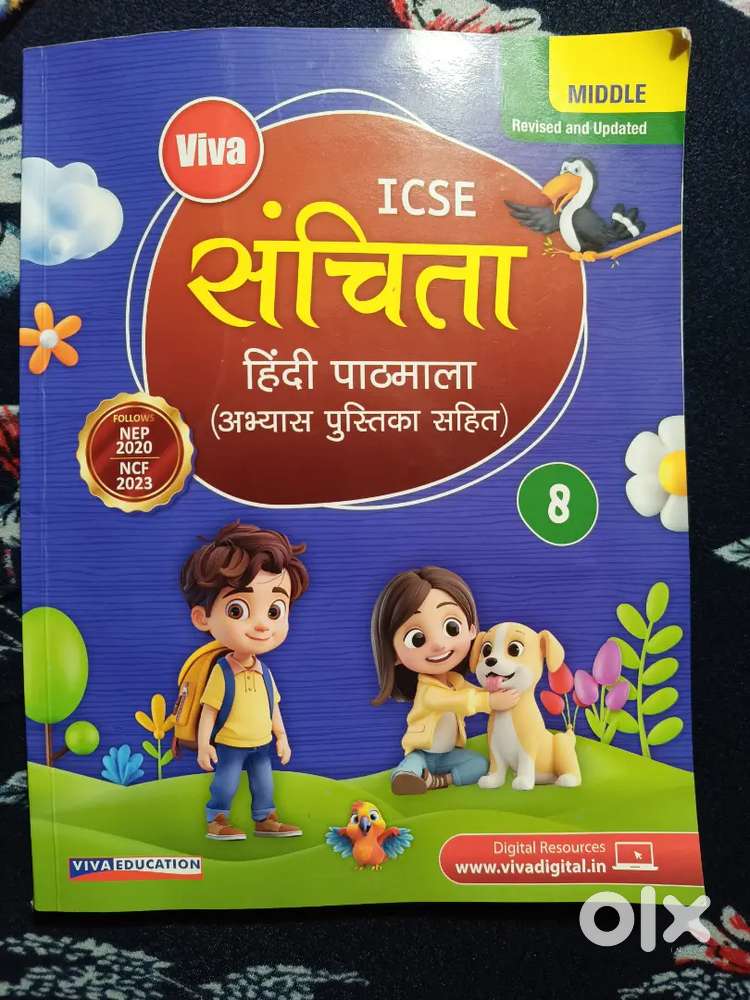 MIDDLE
Revised and Updated
Viva
ICSE
संचिता
हिंदी पाठमाला
(अभ्यास पुस्तिका सहित)
FOLLOWS
NEP
2020
NCF
2023
8
Digital Resources
www.vivadigital.in
VIVA EDUCATION
olx